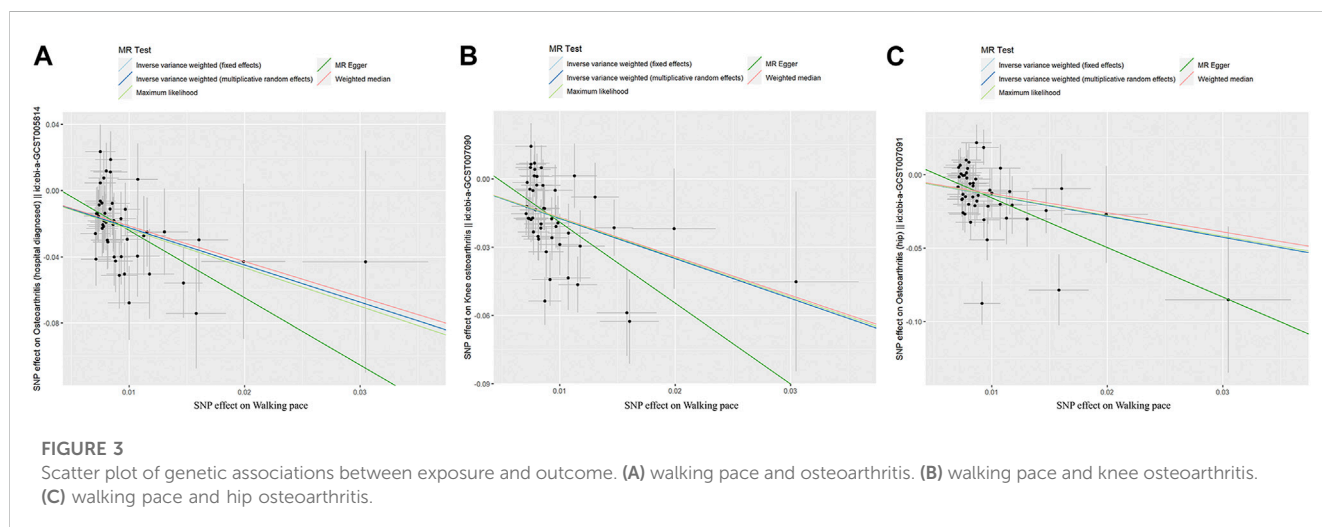 A
MR Test
Inverse variance weighted (fixed effects)
MR Egger
Inverse variance weighted (multiplicative random effects)
Weighted median
Maximum likelihood
SNP effect on Osteoarthritis (hospital diagnosed) || id:ebi-a-GCST005814
0.04
0.00
-0.04
-0.08
0.01
0.02
0.03
SNP effect on Walking pace
B
MR Test
Inverse variance weighted (fixed effects)
MR Egger
Inverse variance weighted (multiplicative random effects)
Weighted median
Maximum likelihood
SNP effect on Knee osteoarthritis || id:ebi-a-GCST007090
0.00
-0.03
-0.06
-0.09
0.01
0.02
0.03
SNP effect on Walking pace
C
MR Test
Inverse variance weighted (fixed effects)
MR Egger
Inverse variance weighted (multiplicative random effects)
Weighted median
Maximum likelihood
SNP effect on Osteoarthritis (hip) || id:ebi-a-GCST007091
0.00
-0.05
-0.10
0.01
0.02
0.03
SNP effect on Walking pace
FIGURE 3
Scatter plot of genetic associations between exposure and outcome. (A) walking pace and osteoarthritis. (B) walking pace and knee osteoarthritis.
(C) walking pace and hip osteoarthritis.